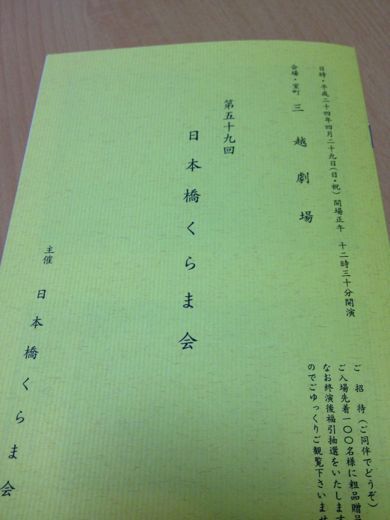 日時・平成二十四年四月二十九日(日・祝) 開場正午 十二時三十分開演
会場・室町 三越劇場
第五十九回
日本橋くらま会
主催 日本橋くらま会
ご招待(ご同伴でどうぞ)
ご入場先着一〇〇名様に粗品贈呈
なお終演後福引抽選をいたします
のでごゆっくりご観覧下さいませ